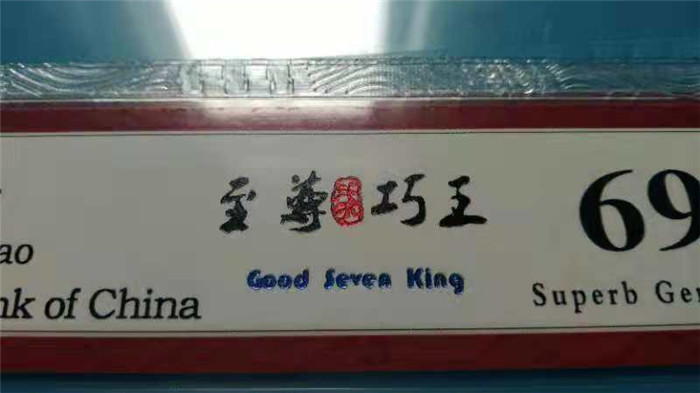 至尊巧王
Good Seven King
ao
nk of China
69
Superb Ge